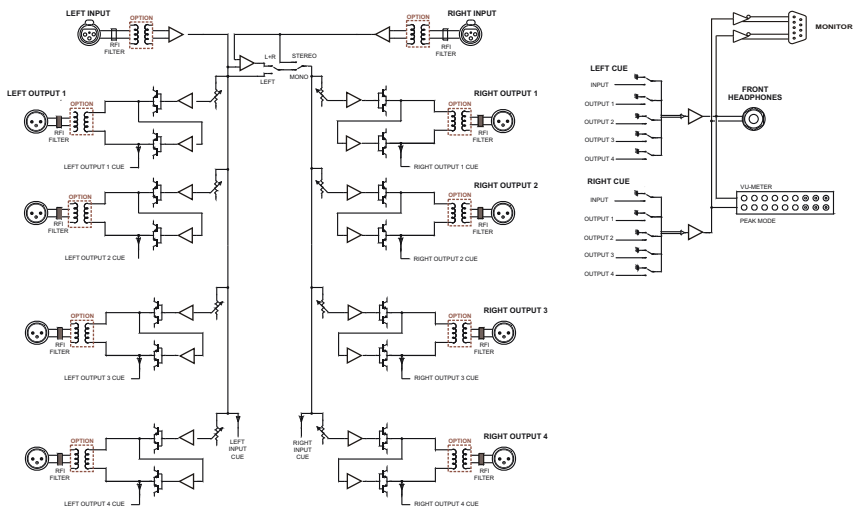 LEFT INPUT
OPTION
RFI
FILTER
RIGHT INPUT
OPTION
RFI
FILTER
L+R
STEREO
LEFT
MONO
LEFT OUTPUT 1
OPTION
RFI
FILTER
LEFT OUTPUT 1 CUE
RIGHT OUTPUT 1
OPTION
RFI
FILTER
RIGHT OUTPUT 1 CUE
OPTION
RFI
FILTER
LEFT OUTPUT 2 CUE
RIGHT OUTPUT 2
OPTION
RFI
FILTER
RIGHT OUTPUT 2 CUE
OPTION
RFI
FILTER
LEFT OUTPUT 3 CUE
RIGHT OUTPUT 3
OPTION
RFI
FILTER
RIGHT OUTPUT 3 CUE
OPTION
RFI
FILTER
LEFT OUTPUT 4 CUE
LEFT
INPUT
CUE
RIGHT
INPUT
CUE
RIGHT OUTPUT 4
OPTION
RFI
FILTER
RIGHT OUTPUT 4 CUE
MONITOR
LEFT CUE
INPUT
OUTPUT 1
OUTPUT 2
OUTPUT 3
OUTPUT 4
FRONT
HEADPHONES
RIGHT CUE
INPUT
OUTPUT 1
OUTPUT 2
OUTPUT 3
OUTPUT 4
VU-METER
PEAK MODE